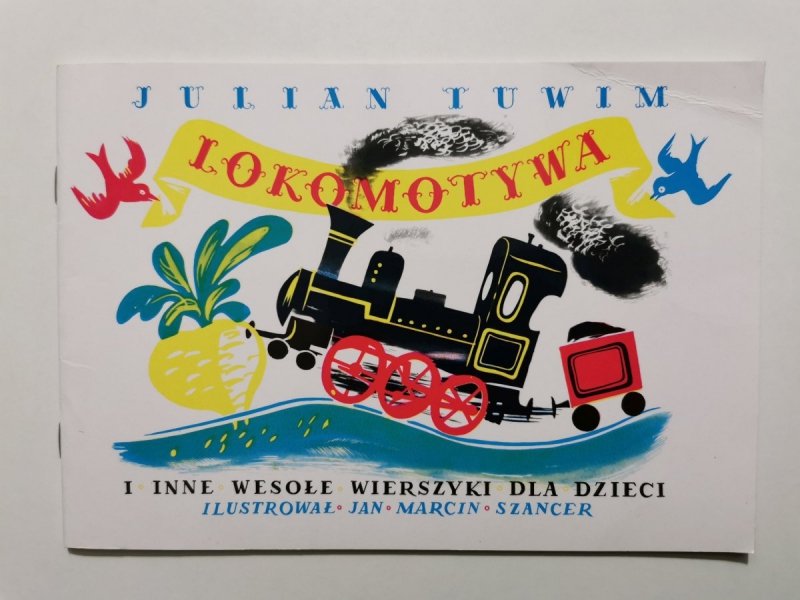 JULIAN TUWIM
LOKOMOTYWA
I · INNE · WESOŁE · WIERSZYKI · DLA · DZIECI
ILUSTROWAŁ · JAN · MARCIN · SZANCER